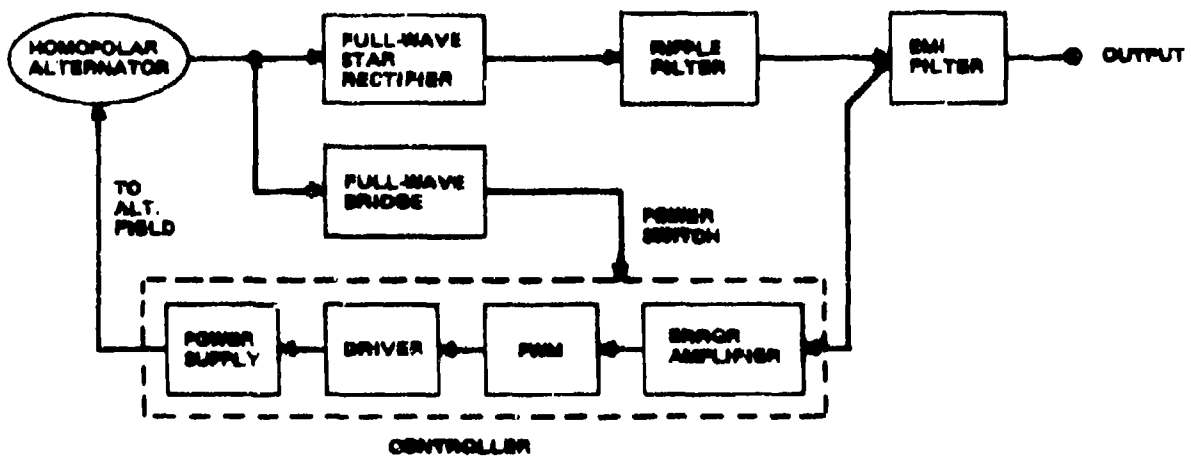 HOMOPOLAR
ALTERNATOR
FULL-WAVE
STAR
RECTIFIER
RIPPLE
FILTER
EMI
FILTER
OUTPUT
FULL-WAVE
BRIDGE
TO
ALT.
FIELD
POWER
SWITCH
POWER
SUPPLY
DRIVER
PWM
ERROR
AMPLIFIER
CONTROLLER